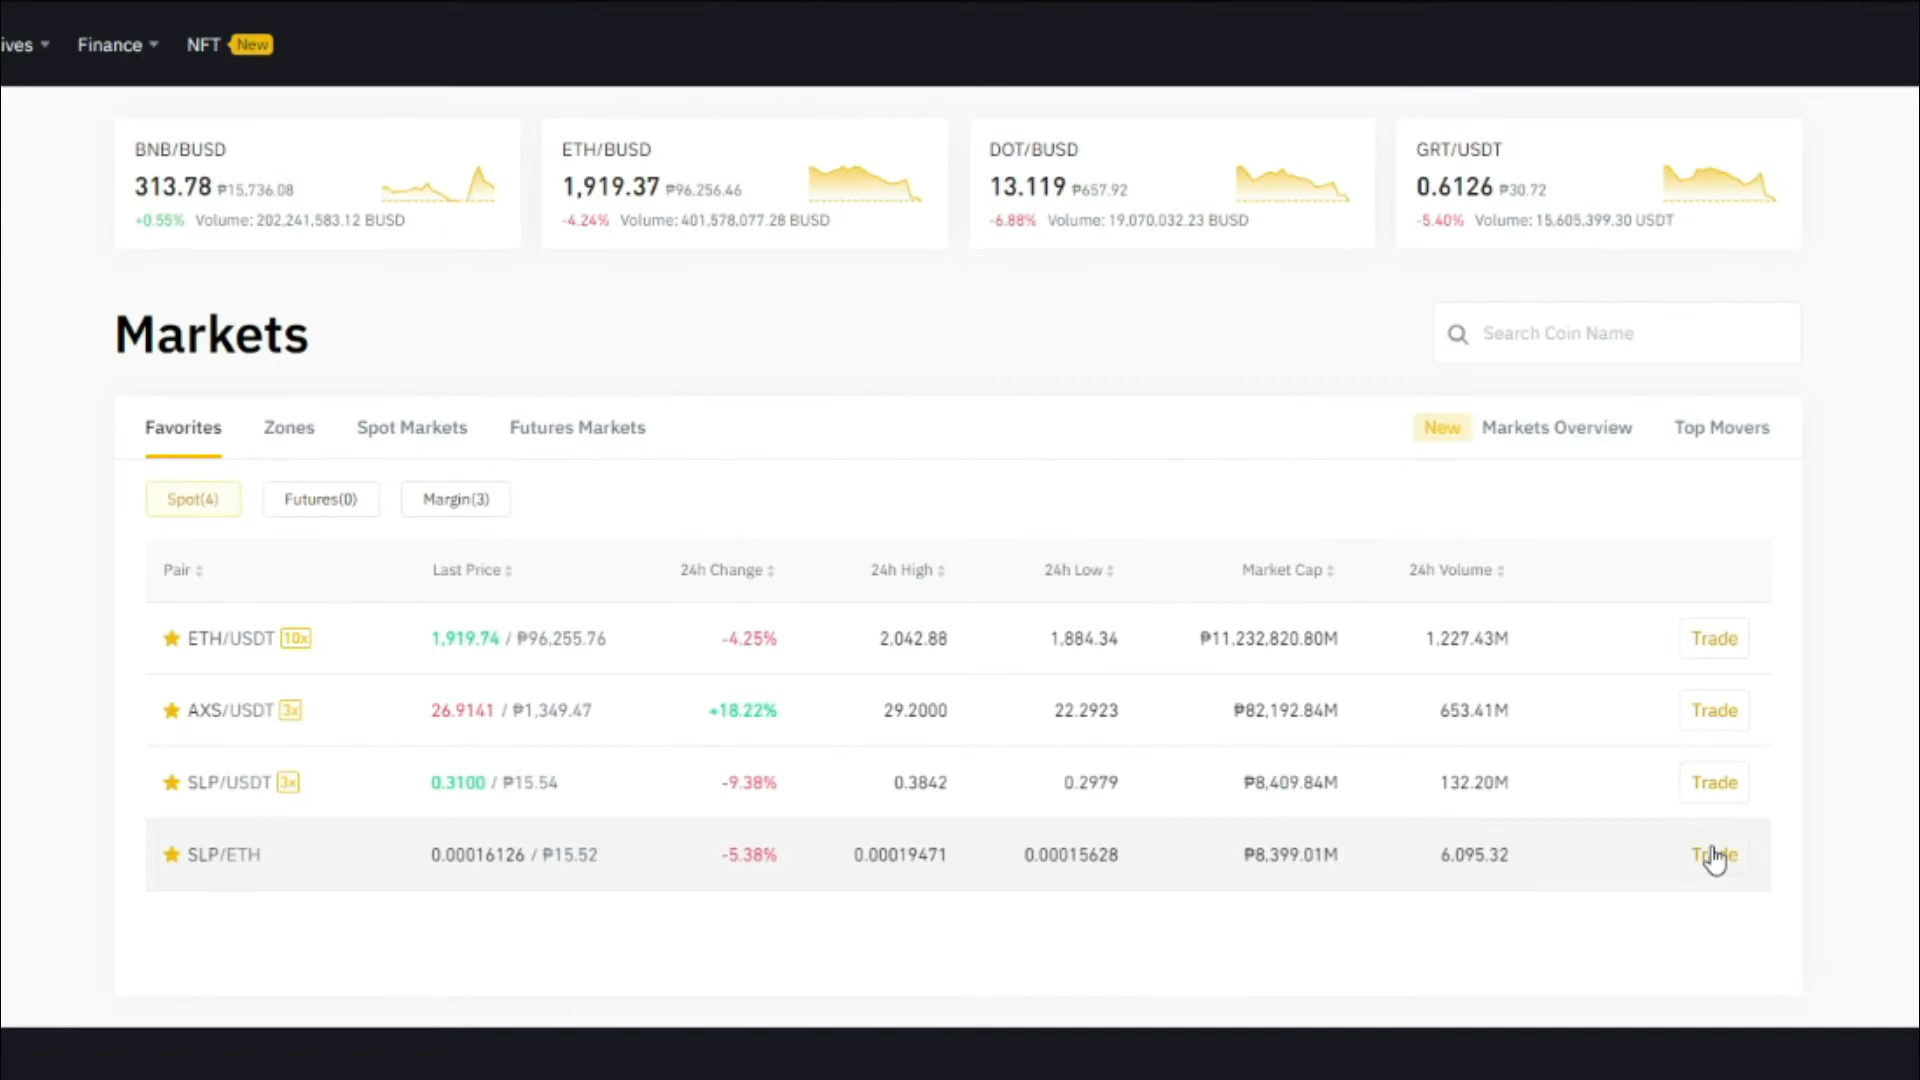 ives Finance NFT New
BNB/BUSD
313.78 ₱15,736.08
+0.55% Volume: 202,241,583.12 BUSD
ETH/BUSD
1,919.37 ₱96,256.46
-4.24% Volume: 401,578,077.28 BUSD
DOT/BUSD
13.119 ₱657.92
-6.88% Volume: 19,070,032.23 BUSD
GRT/USDT
0.6126 ₱30.72
-5.40% Volume: 15,605,399.30 USDT
Markets
Search Coin Name
Favorites Zones Spot Markets Futures Markets New Markets Overview Top Movers
Spot(4) Futures(0) Margin(3)
Pair Last Price 24h Change 24h High 24h Low Market Cap 24h Volume
ETH/USDT 10x 1,919.74 / ₱96,255.76 -4.25% 2,042.88 1,884.34 ₱11,232,820.80M 1,227.43M Trade
AXS/USDT 3x 26.9141 / ₱1,349.47 +18.22% 29.2000 22.2923 ₱82,192.84M 653.41M Trade
SLP/USDT 3x 0.3100 / ₱15.54 -9.38% 0.3842 0.2979 ₱8,409.84M 132.20M Trade
SLP/ETH 0.00016126 / ₱15.52 -5.38% 0.00019471 0.00015628 ₱8,399.01M 6,095.32 Trade